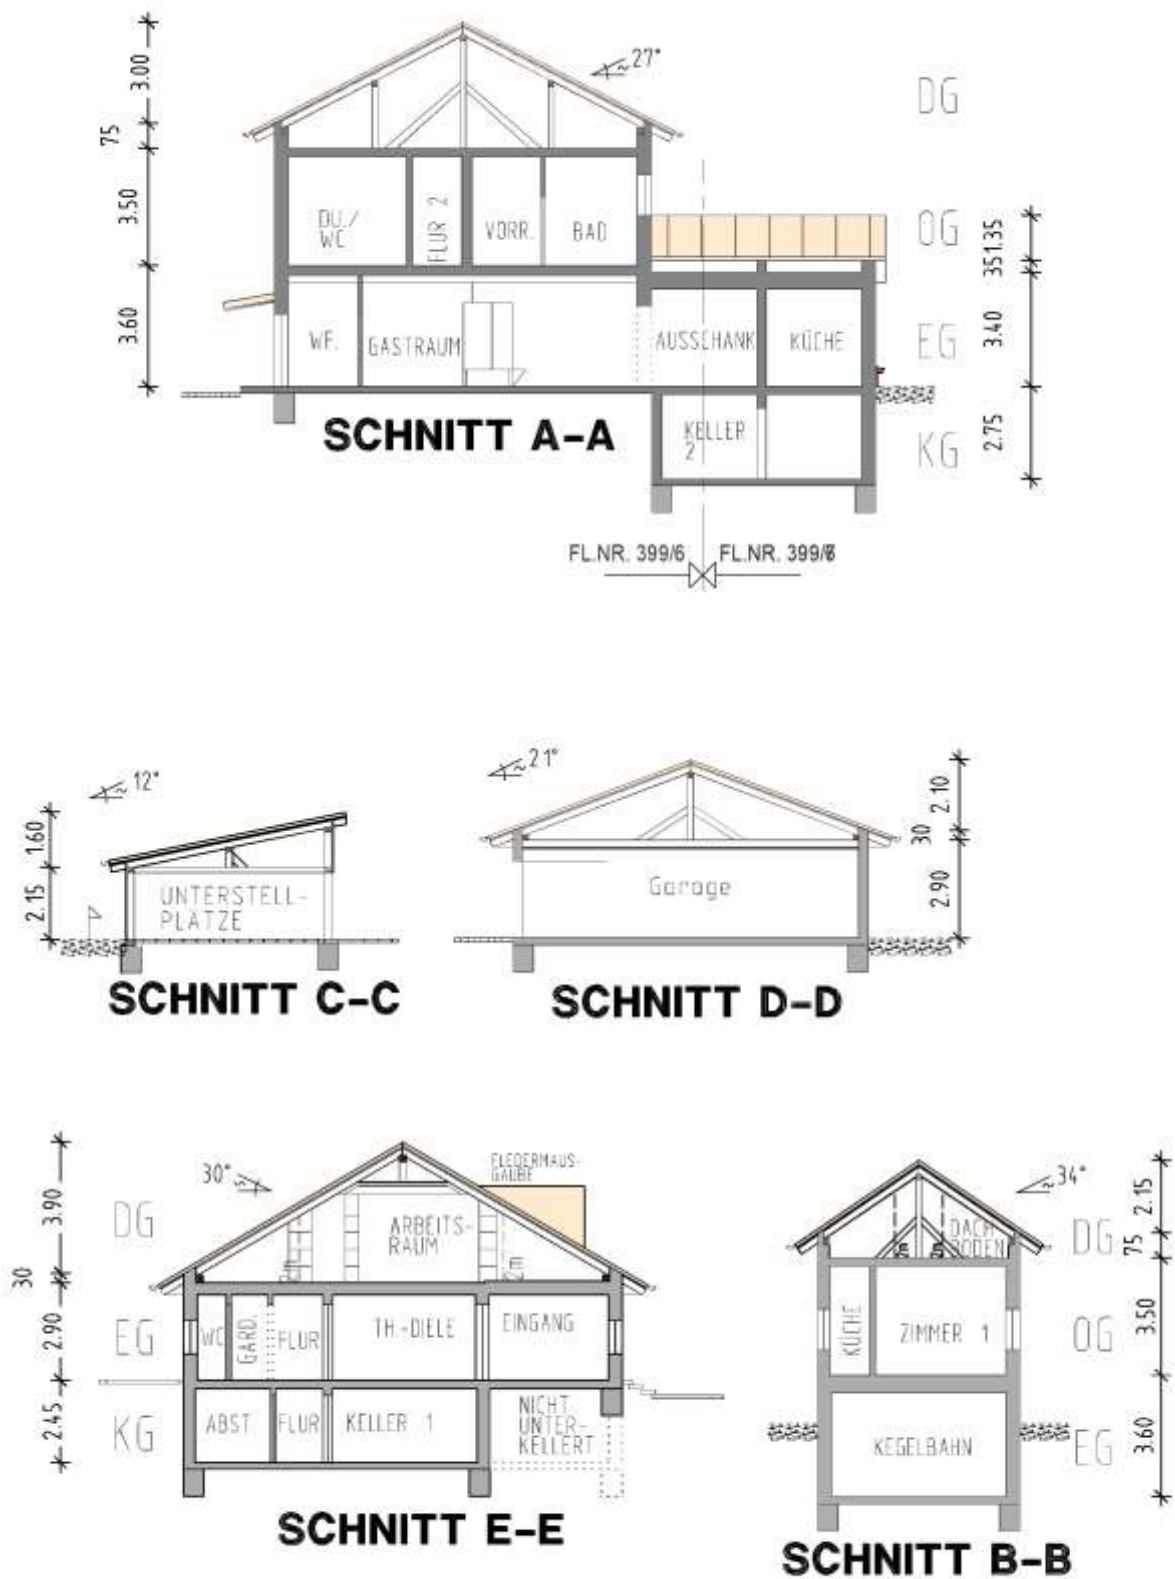 3.00
75
3.50
3.60
≈27°
DG
OG
EG
KG
1.35
35
3.40
2.75
DU./
WC
FLUR 2
VORR.
BAD
WF.
GASTRAUM
AUSSCHANK
KÜCHE
KELLER
2
SCHNITT A-A
FL.NR. 399/6
≈12°
1.60
2.15
UNTERSTELL-
PLÄTZE
SCHNITT C-C
≈21°
2.10
30
2.90
Garage
SCHNITT D-D
30°
3.90
30
2.90
2.45
DG
EG
KG
FLEDERMAUS-
GAUBE
ARBEITS-
RAUM
2m
WC
GARD.
FLUR
TH.-DIELE
EINGANG
ABST.
FLUR
KELLER 1
NICHT
UNTER-
KELLERT
SCHNITT E-E
≈34°
2.15
75
3.50
3.60
DG
OG
EG
DACH
BODEN
2m
2m
KÜCHE
ZIMMER 1
KEGELBAHN
SCHNITT B-B